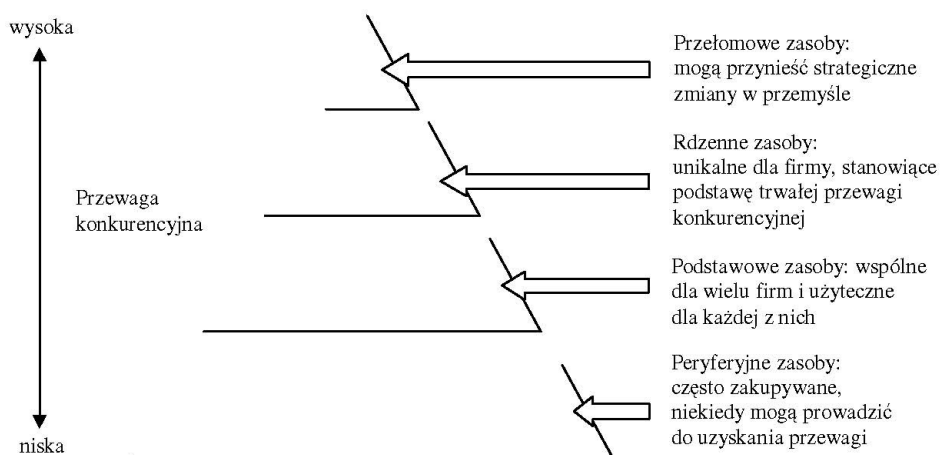 wysoka
Przełomowe zasoby:
mogą przynieść strategiczne
zmiany w przemyśle
Rdzenne zasoby:
unikalne dla firmy, stanowiące
podstawę trwałej przewagi
konkurencyjnej
Przewaga
konkurencyjna
Podstawowe zasoby: wspólne
dla wielu firm i użyteczne
dla każdej z nich
Peryferyjne zasoby:
często zakupywane,
niekiedy mogą prowadzić
do uzyskania przewagi
niska